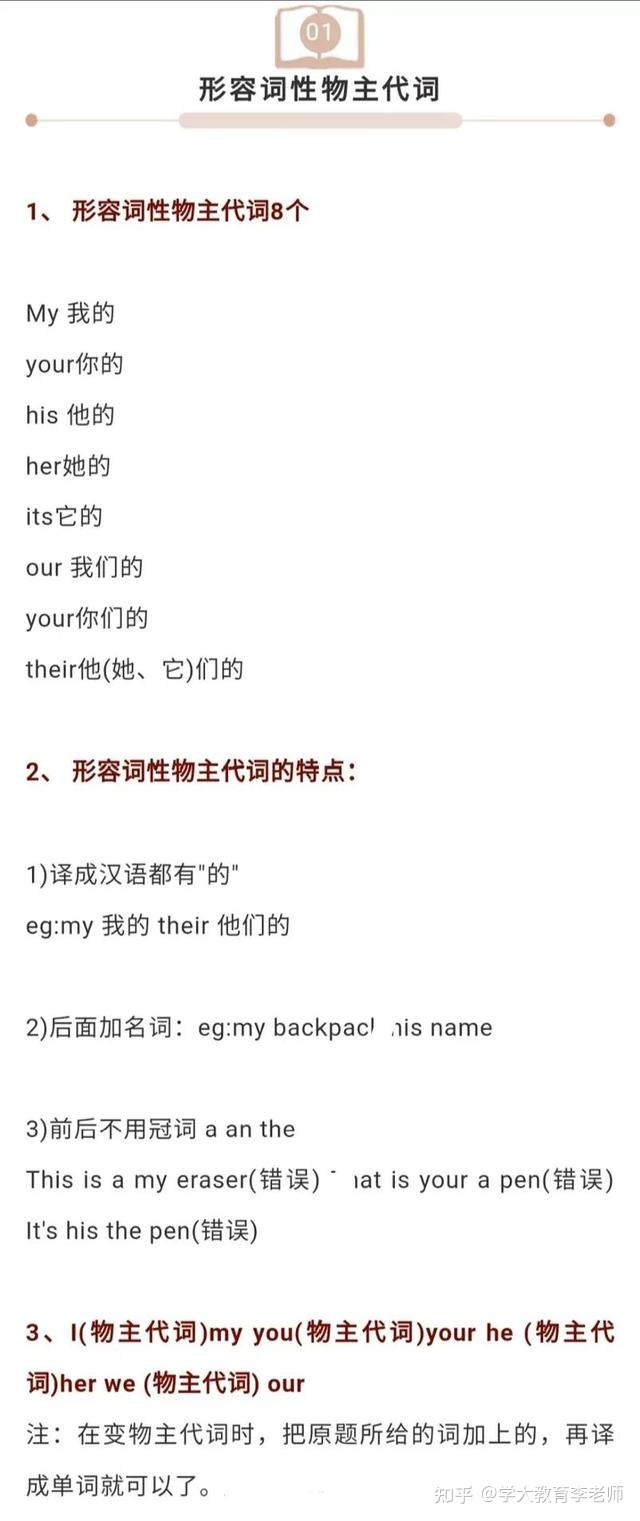 01
形容词性物主代词
1、 形容词性物主代词8个
My 我的
your你的
his 他的
her她的
its它的
our 我们的
your你们的
their他(她、它)们的
2、 形容词性物主代词的特点：
1)译成汉语都有"的"
eg:my 我的 their 他们的
2)后面加名词：eg:my name
3)前后不用冠词 a an the
This is a my eraser(错误) is your a pen(错误)
It's his the pen(错误)
3、I(物主代词)my you(物主代词)your he (物主代
词)her we (物主代词) our
注：在变物主代词时，把原题所给的词加上的，再译
成单词就可以了。
知乎 @学大教育李老师